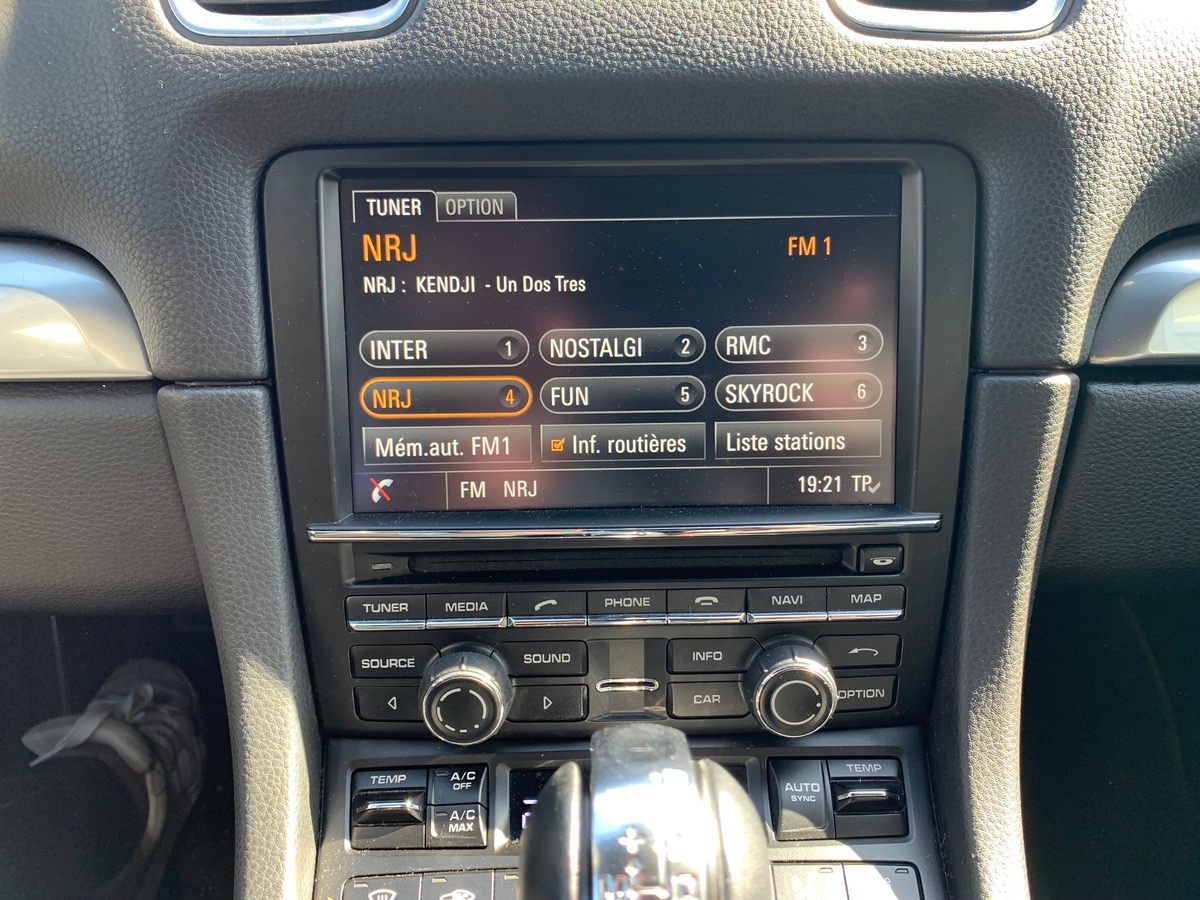 TUNER OPTION
NRJ FM 1
NRJ : KENDJI - Un Dos Tres
INTER 1 NOSTALGI 2 RMC 3
NRJ 4 FUN 5 SKYROCK 6
Mém.aut. FM1 Inf. routières Liste stations
FM NRJ 19:21 TP
TUNER MEDIA PHONE NAVI MAP
SOURCE SOUND INFO
CAR OPTION
TEMP A/C OFF AUTO SYNC TEMP
A/C MAX